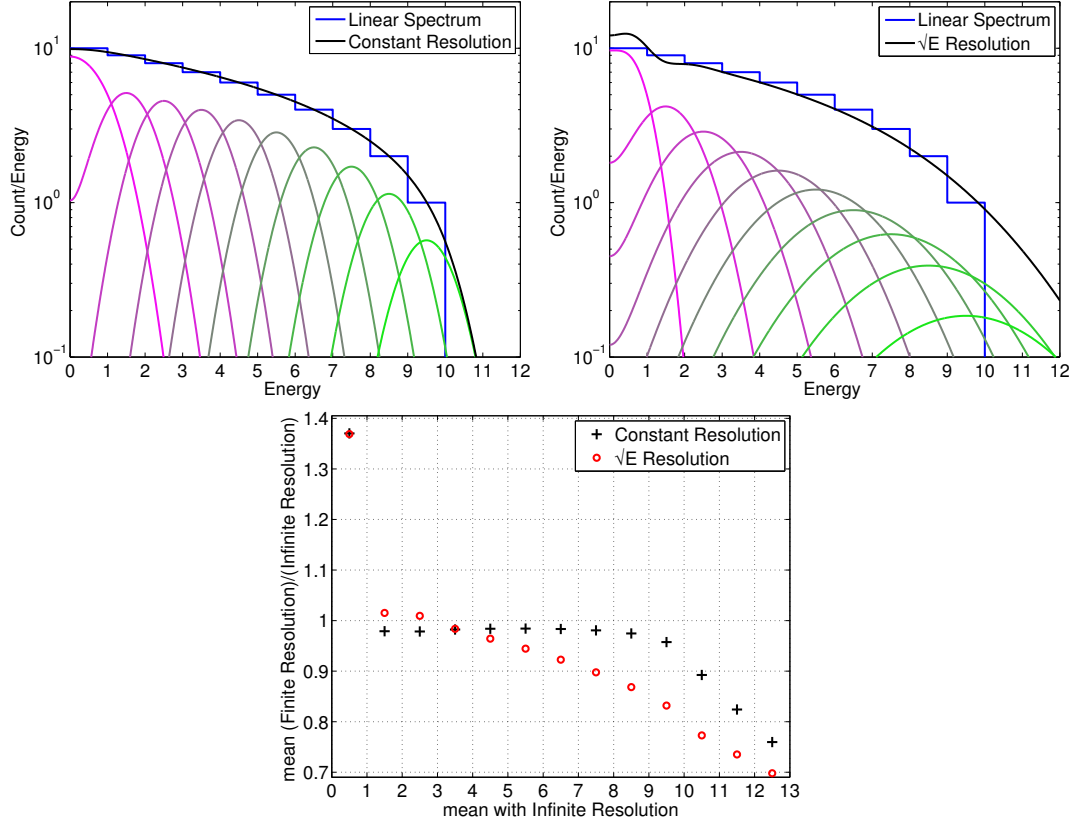 Linear Spectrum
Constant Resolution
10^1
10^0
10^-1
Count/Energy
0 1 2 3 4 5 6 7 8 9 10 11 12
Energy
Linear Spectrum
√E Resolution
10^1
10^0
10^-1
Count/Energy
0 1 2 3 4 5 6 7 8 9 10 11 12
Energy
Constant Resolution
√E Resolution
1.4
1.3
1.2
1.1
1
0.9
0.8
0.7
mean (Finite Resolution)/(Infinite Resolution)
0 1 2 3 4 5 6 7 8 9 10 11 12 13
mean with Infinite Resolution